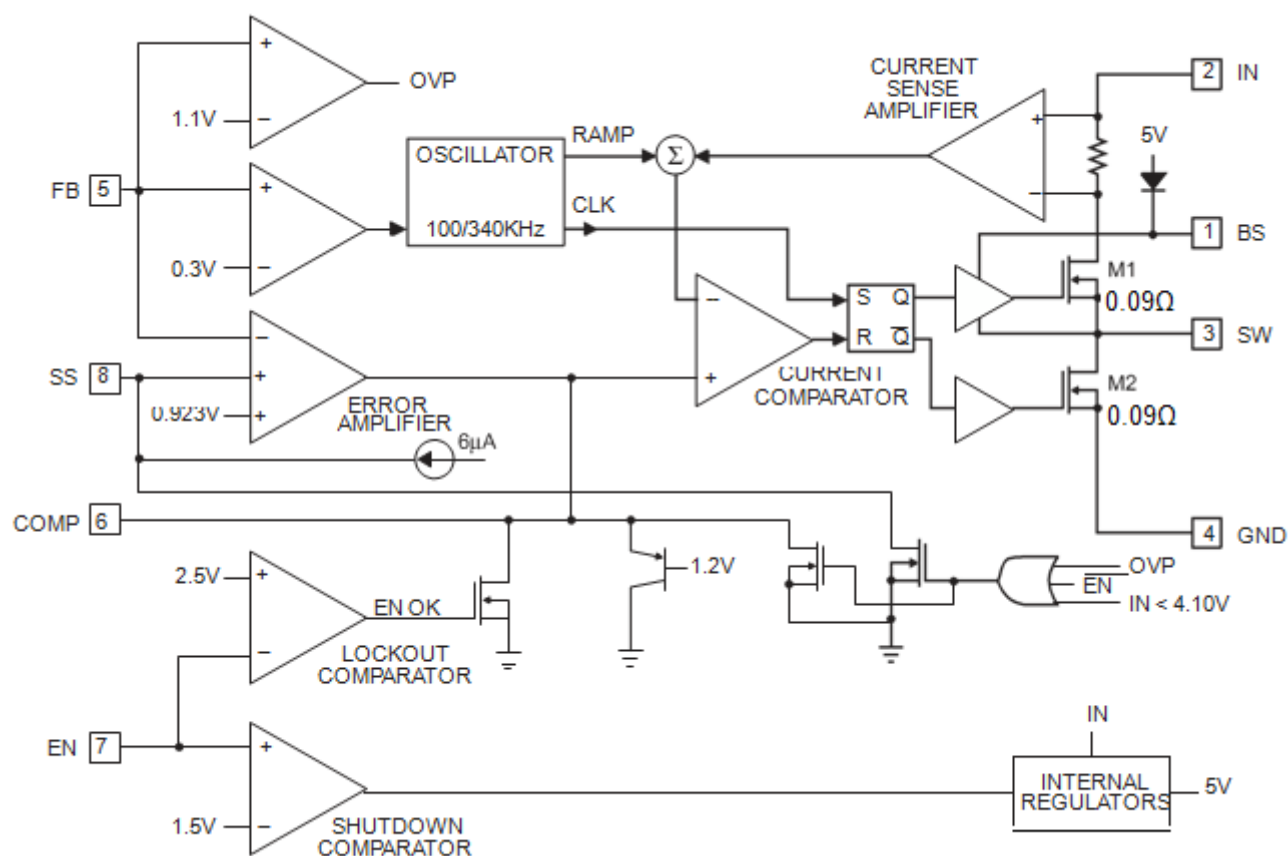 +
OVP
1.1V
−
CURRENT
SENSE
AMPLIFIER
2 IN
+
−
5V
OSCILLATOR
100/340KHz
RAMP
Σ
CLK
FB 5
+
0.3V
−
1 BS
M1
0.09Ω
S Q
R Q̅
3 SW
−
+
CURRENT
COMPARATOR
M2
0.09Ω
SS 8
−
+
0.923V
+
ERROR
AMPLIFIER
6μA
COMP 6
4 GND
2.5V
+
EN OK
−
LOCKOUT
COMPARATOR
1.2V
OVP
E̅N̅
IN < 4.10V
EN 7
+
1.5V
−
SHUTDOWN
COMPARATOR
IN
INTERNAL
REGULATORS
5V